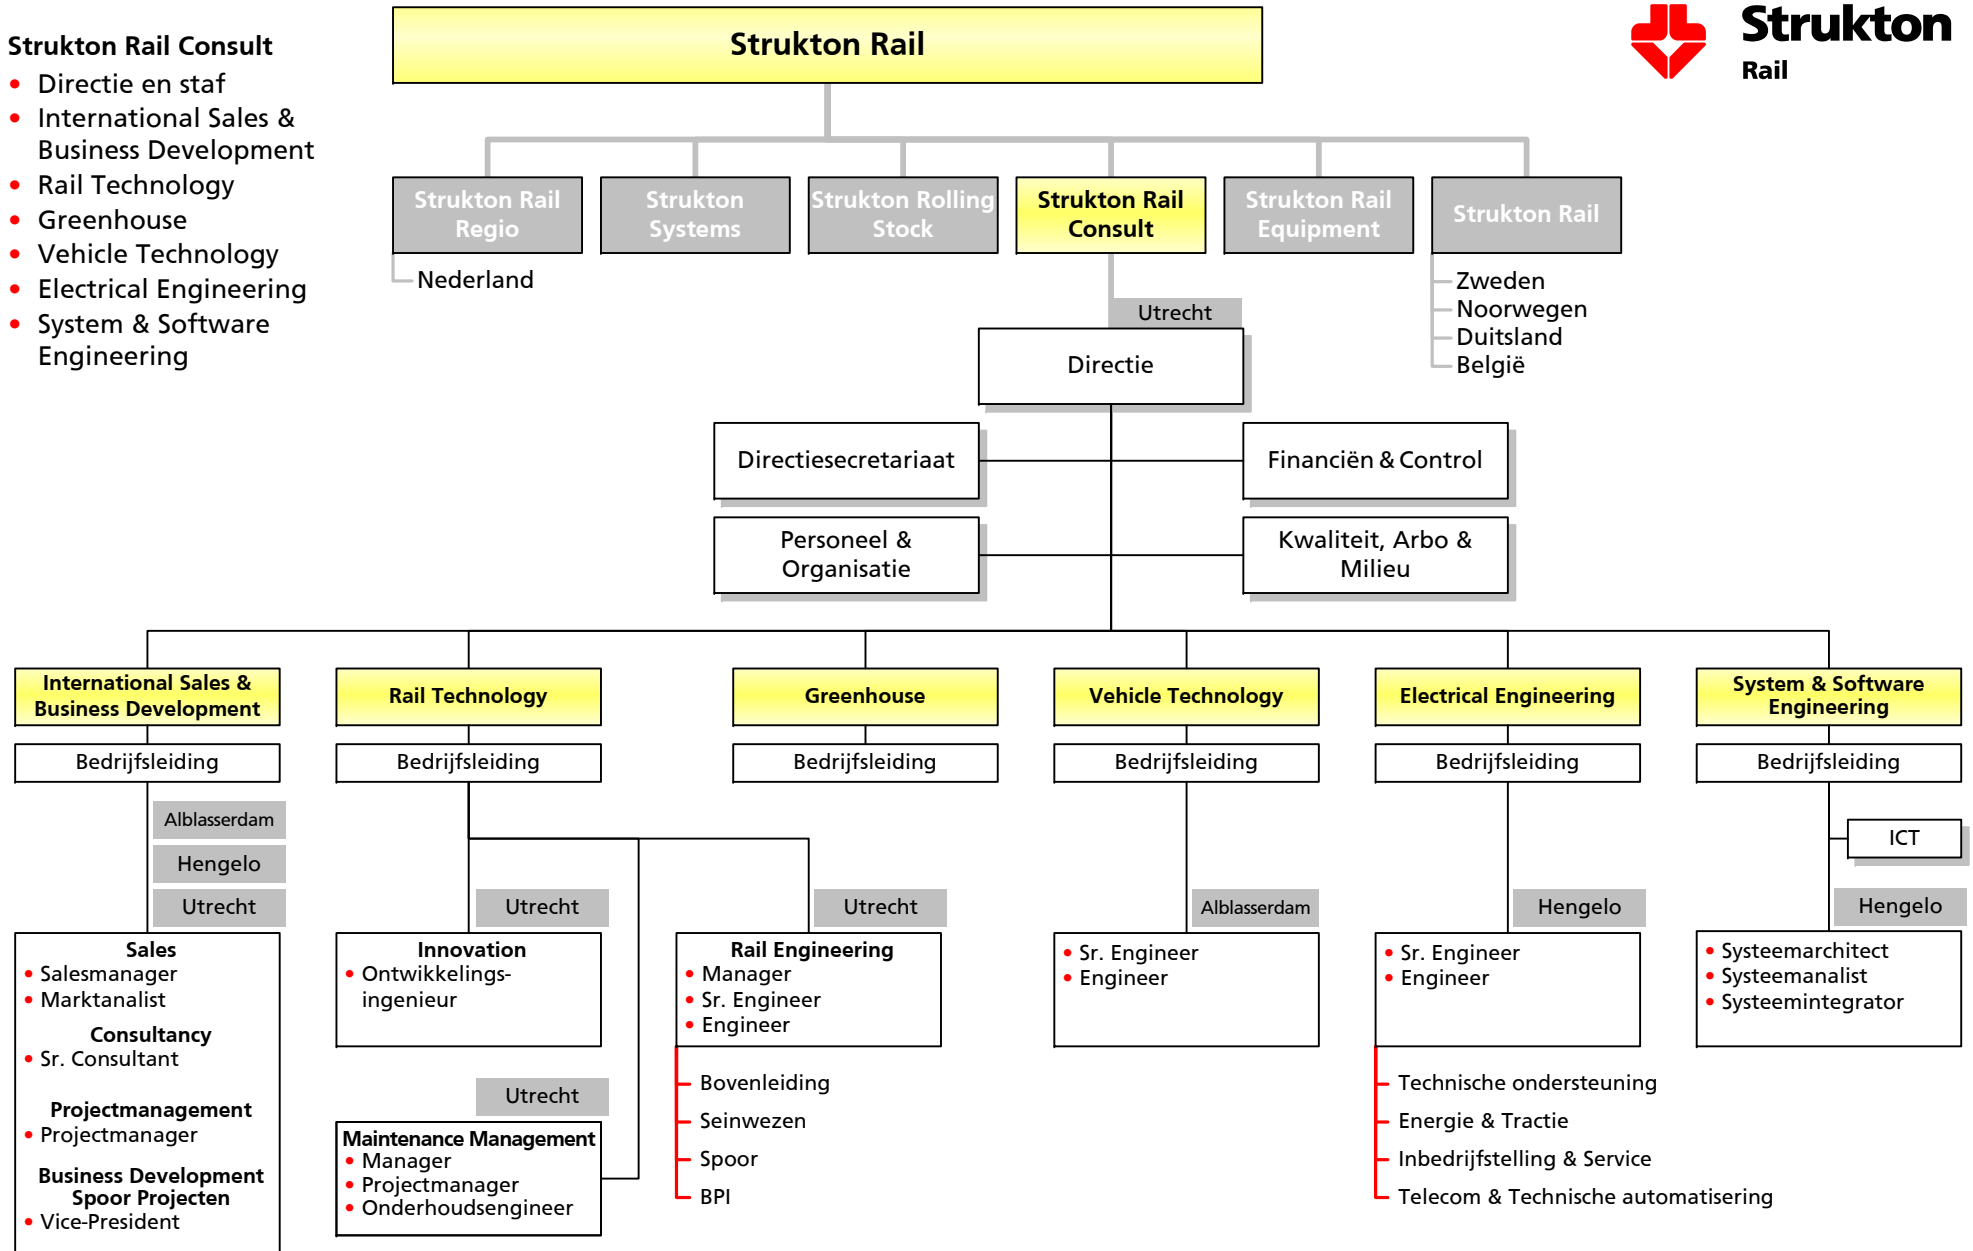 Strukton Rail Consult
• Directie en staf
• International Sales &
Business Development
• Rail Technology
• Greenhouse
• Vehicle Technology
• Electrical Engineering
• System & Software
Engineering
Strukton Rail
Strukton
Rail
Strukton Rail
Regio
Strukton
Systems
Strukton Rolling
Stock
Strukton Rail
Consult
Strukton Rail
Equipment
Strukton Rail
Nederland
Zweden
Noorwegen
Duitsland
België
Utrecht
Directie
Directiesecretariaat
Financiën & Control
Personeel &
Organisatie
Kwaliteit, Arbo &
Milieu
International Sales &
Business Development
Bedrijfsleiding
Alblasserdam
Hengelo
Utrecht
Sales
• Salesmanager
• Marktanalist
Consultancy
• Sr. Consultant
Projectmanagement
• Projectmanager
Business Development
Spoor Projecten
• Vice-President
Rail Technology
Bedrijfsleiding
Utrecht
Innovation
• Ontwikkelings-
ingenieur
Utrecht
Maintenance Management
• Manager
• Projectmanager
• Onderhoudsengineer
Utrecht
Rail Engineering
• Manager
• Sr. Engineer
• Engineer
Bovenleiding
Seinwezen
Spoor
BPI
Greenhouse
Bedrijfsleiding
Vehicle Technology
Bedrijfsleiding
Alblasserdam
• Sr. Engineer
• Engineer
Electrical Engineering
Bedrijfsleiding
Hengelo
• Sr. Engineer
• Engineer
Technische ondersteuning
Energie & Tractie
Inbedrijfstelling & Service
Telecom & Technische automatisering
System & Software
Engineering
Bedrijfsleiding
ICT
Hengelo
• Systeemarchitect
• Systeemanalist
• Systeemintegrator